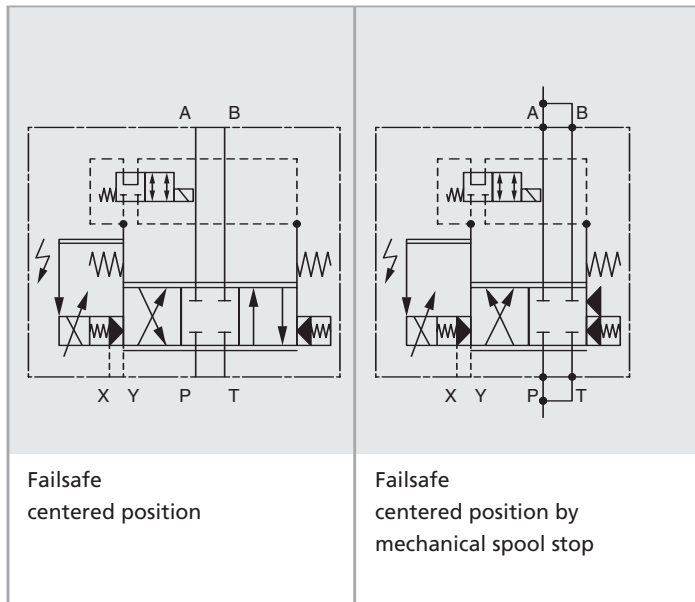 A B
X Y P T
Failsafe
centered position
A B
X Y P T
Failsafe
centered position by
mechanical spool stop